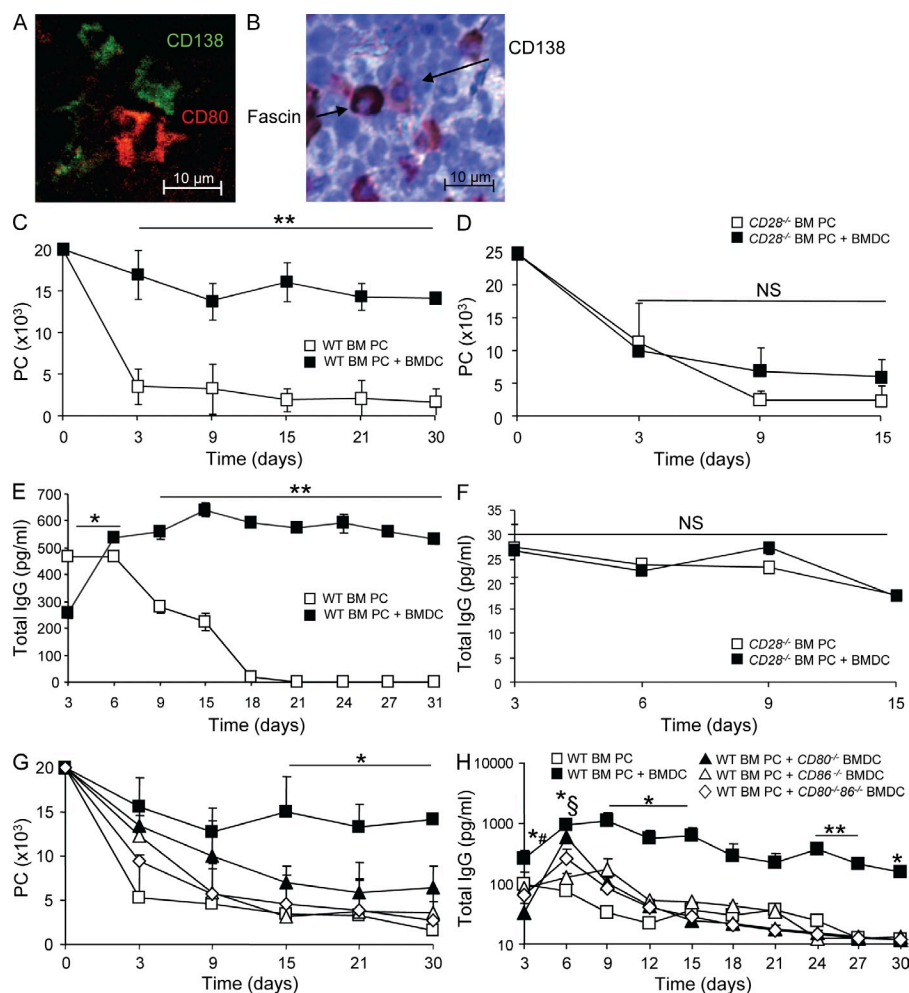 A
CD138
CD80
10 µm
B
CD138
Fascin
10 µm
C
**
20
15
10
5
0
PC (x10³)
WT BM PC
WT BM PC + BMDC
0 3 9 15 21 30
Time (days)
D
CD28-/- BM PC
CD28-/- BM PC + BMDC
25
20
15
10
5
0
PC (x10³)
NS
0 3 9 15
Time (days)
E
700
600
500
400
300
200
100
0
Total IgG (pg/ml)
*
**
WT BM PC
WT BM PC + BMDC
3 6 9 15 18 21 24 27 31
Time (days)
F
35
30
25
20
15
10
5
0
Total IgG (pg/ml)
NS
CD28-/- BM PC
CD28-/- BM PC + BMDC
3 6 9 15
Time (days)
G
20
15
10
5
0
PC (x10³)
*
0 3 9 15 21 30
Time (days)
H
WT BM PC
WT BM PC + BMDC
WT BM PC + CD80-/- BMDC
WT BM PC + CD86-/- BMDC
WT BM PC + CD80-/-86-/- BMDC
10000
1000
100
10
Total IgG (pg/ml)
*#
*§
*
**
*
3 6 9 12 15 18 21 24 27 30
Time (days)